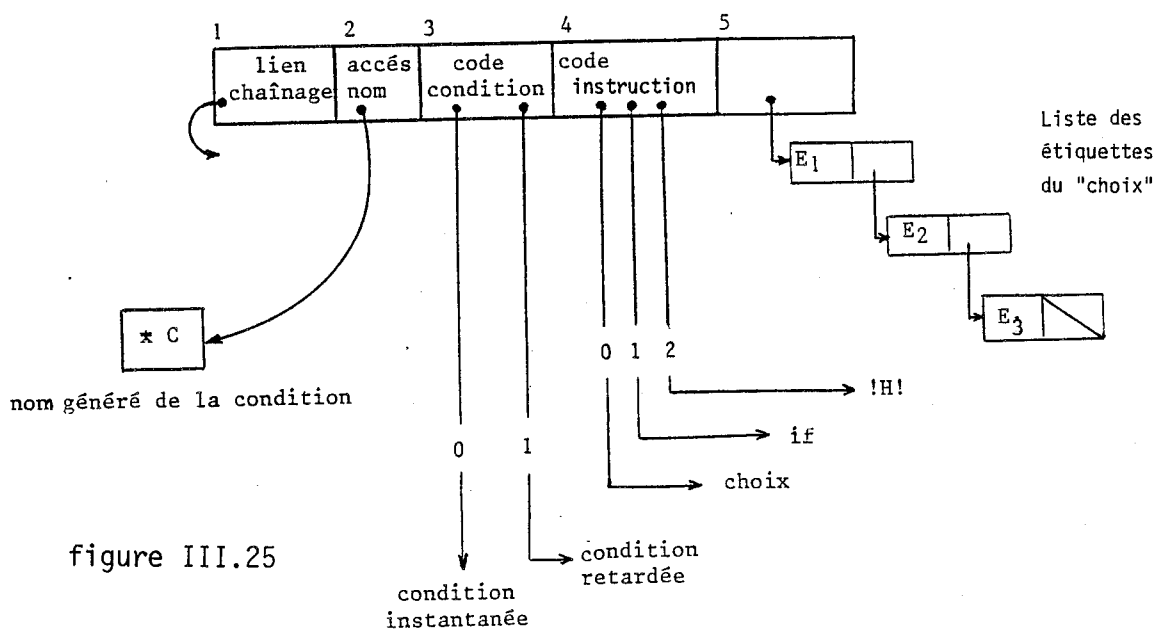 1 2 3 4 5
lien
chaînage
accés
nom
code
condition
code
instruction
Liste des
étiquettes
du "choix"
E1
E2
E3
* C
nom généré de la condition
0 1 2
!H!
if
choix
0 1
condition
retardée
condition
instantanée
figure III.25